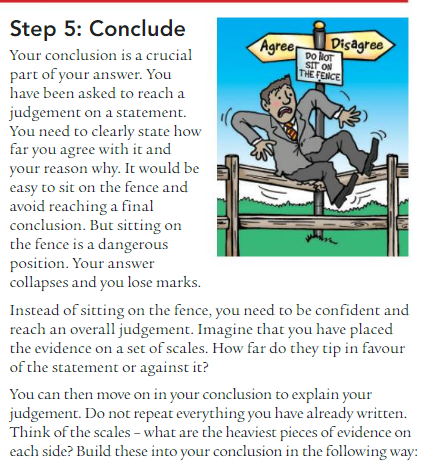 Step 5: Conclude
Your conclusion is a crucial
part of your answer. You
have been asked to reach a
judgement on a statement.
You need to clearly state how
far you agree with it and
your reason why. It would be
easy to sit on the fence and
avoid reaching a final
conclusion. But sitting on
the fence is a dangerous
position. Your answer
collapses and you lose marks.
Agree
Disagree
DO NOT
SIT ON
THE FENCE
Instead of sitting on the fence, you need to be confident and
reach an overall judgement. Imagine that you have placed
the evidence on a set of scales. How far do they tip in favour
of the statement or against it?
You can then move on in your conclusion to explain your
judgement. Do not repeat everything you have already written.
Think of the scales – what are the heaviest pieces of evidence on
each side? Build these into your conclusion in the following way: